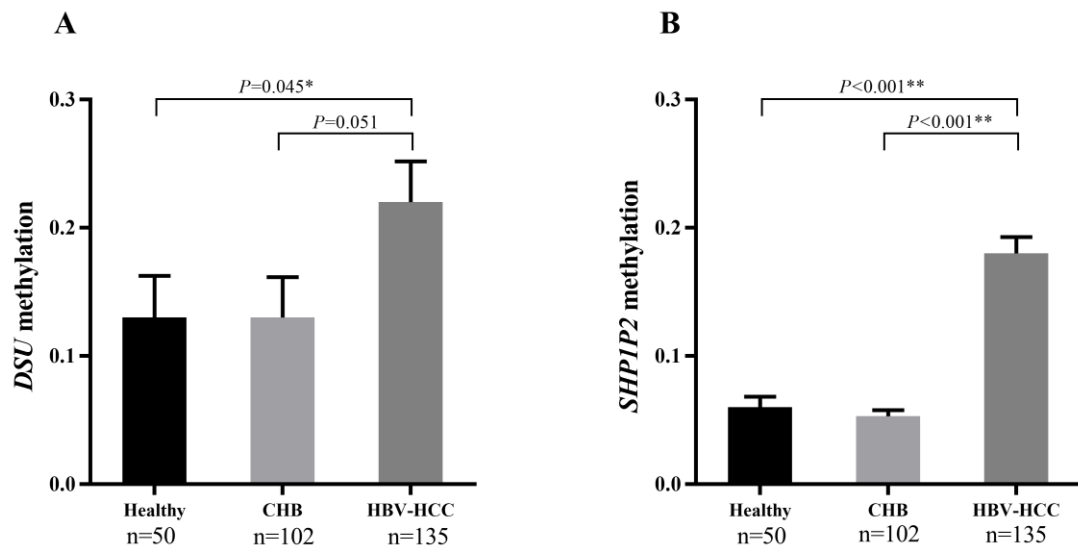 A
P=0.045*
P=0.051
0.3
0.2
0.1
0.0
DSU methylation
Healthy
CHB
HBV-HCC
n=50
n=102
n=135
B
P<0.001**
P<0.001**
0.3
0.2
0.1
0.0
SHP1P2 methylation
Healthy
CHB
HBV-HCC
n=50
n=102
n=135